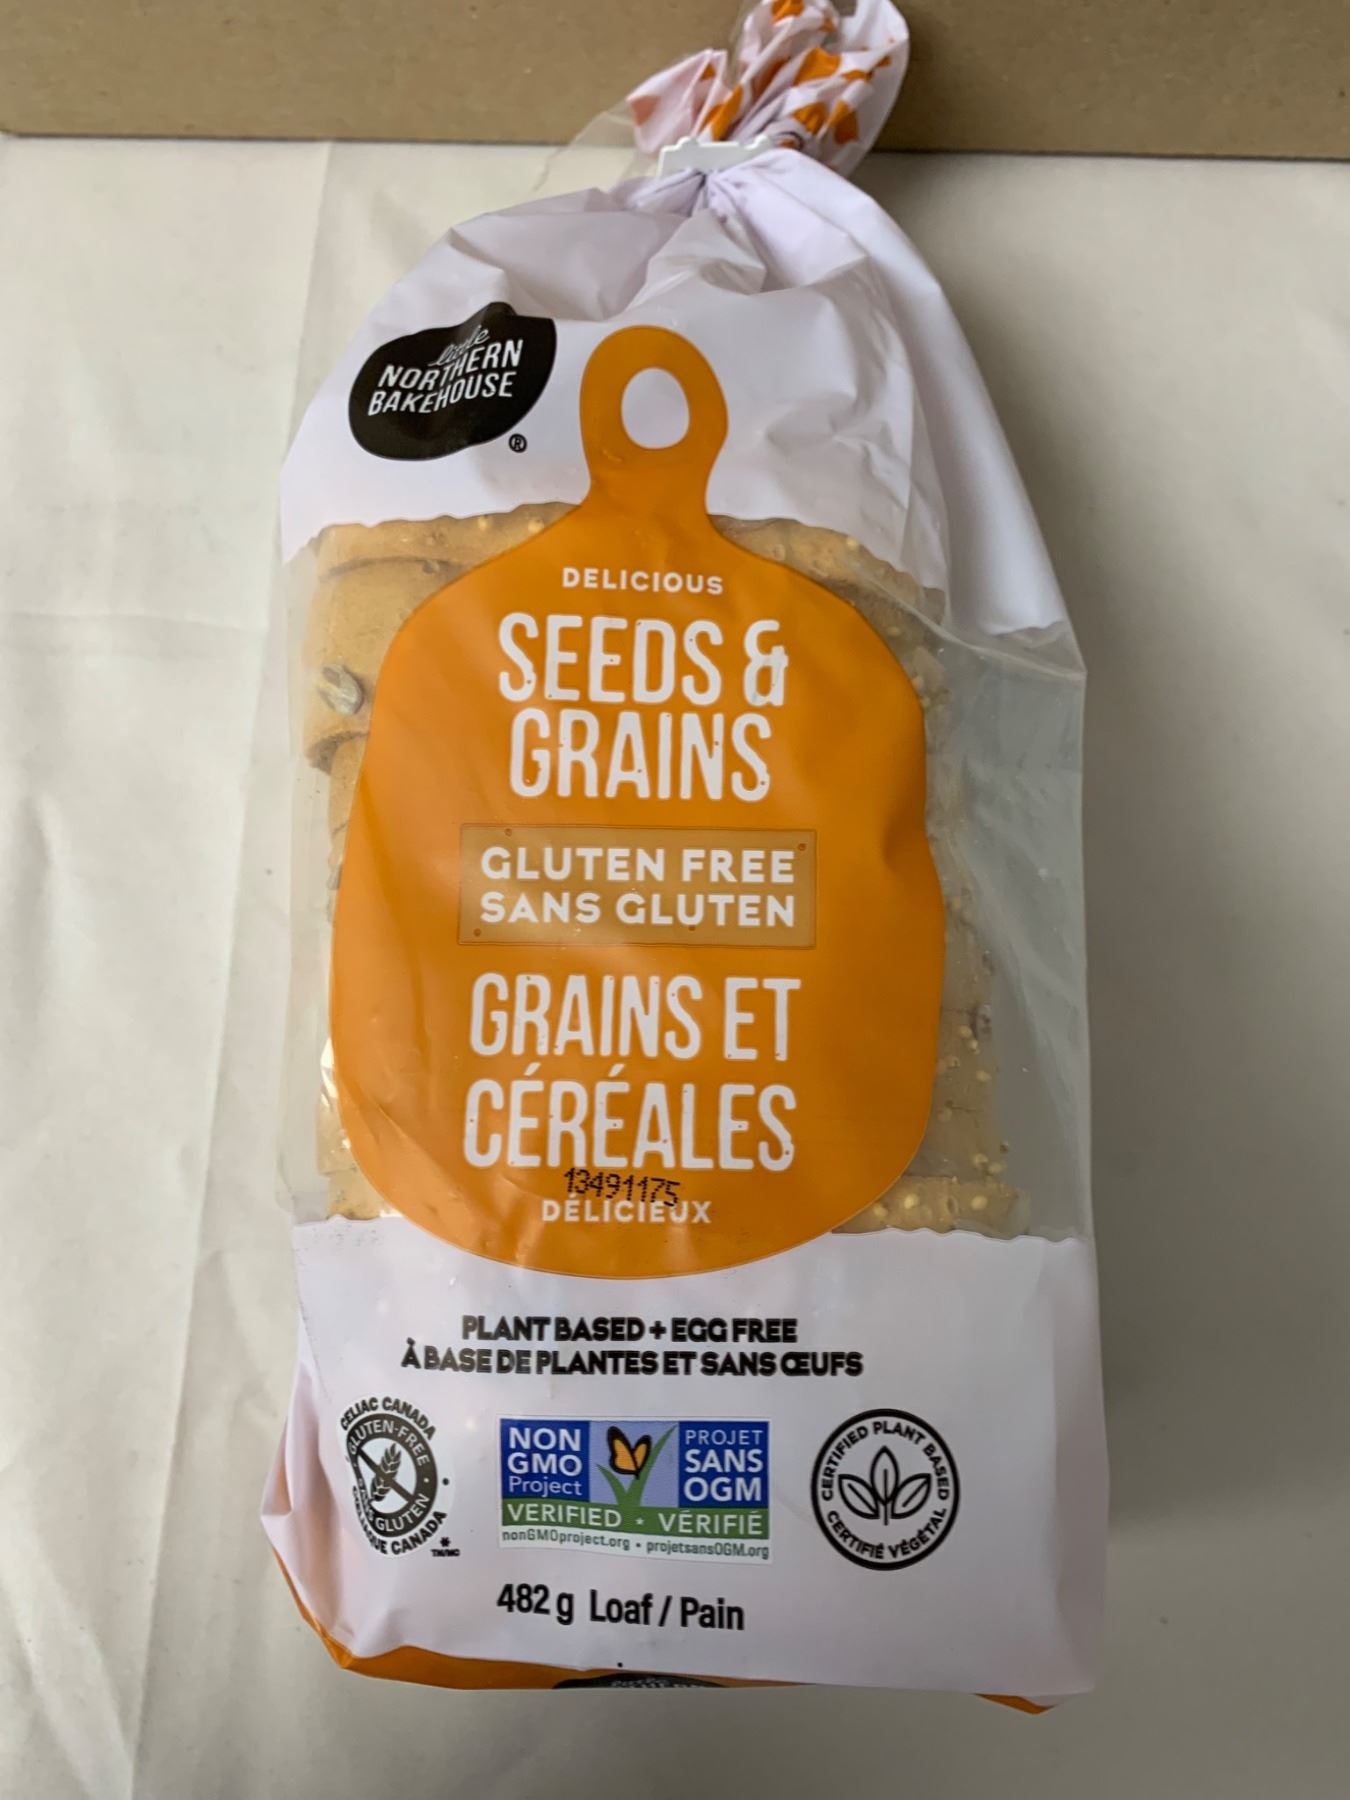 little
NORTHERN
BAKEHOUSE
®
DELICIOUS
SEEDS &
GRAINS
GLUTEN FREE
SANS GLUTEN
GRAINS ET
CÉRÉALES
13491175
DÉLICIEUX
PLANT BASED + EGG FREE
À BASE DE PLANTES ET SANS ŒUFS
CELIAC CANADA
GLUTEN-FREE
SANS GLUTEN
CANADA
TM/MC
NON
GMO
Project
PROJET
SANS
OGM
VERIFIED • VÉRIFIÉ
nonGMOproject.org • projetsansOGM.org
CERTIFIED PLANT BASED
CERTIFIÉ VÉGÉTAL
482 g Loaf / Pain